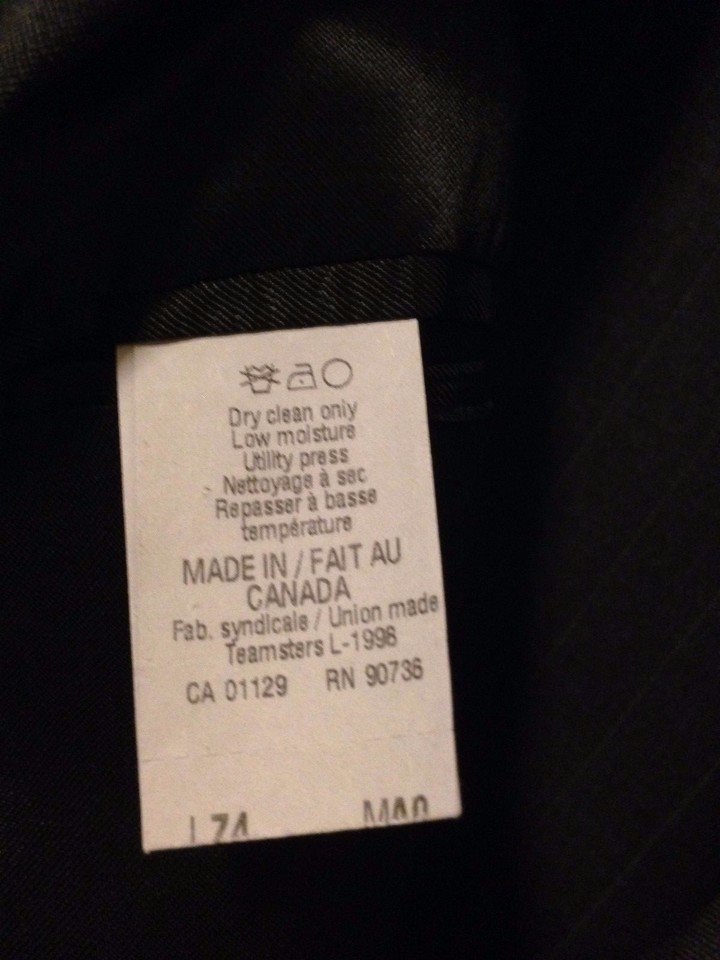 Dry clean only
Low moisture
Utility press
Nettoyage à sec
Repasser à basse
température
MADE IN / FAIT AU
CANADA
Fab. syndicale / Union made
Teamsters L-1998
CA 01129 RN 90736